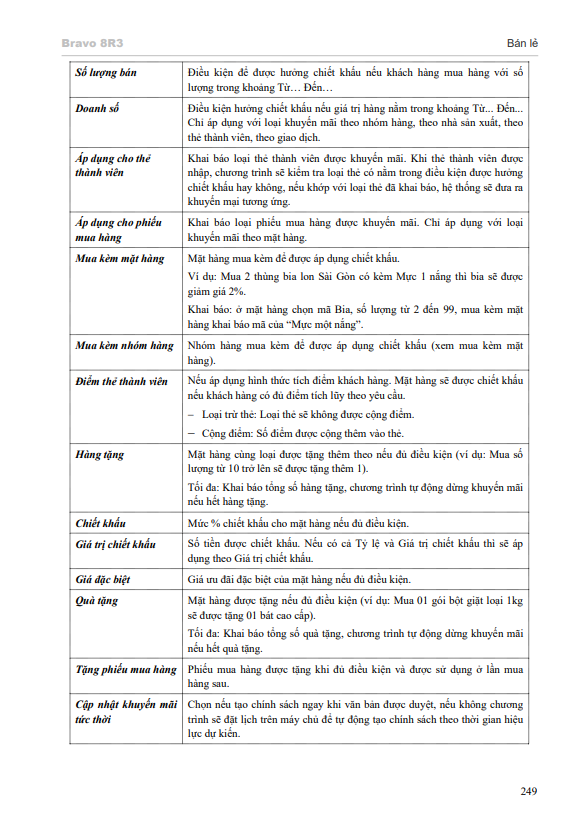 Bravo 8R3 Bán lẻ
Số lượng bán Điều kiện để được hưởng chiết khấu nếu khách hàng mua hàng với số
lượng trong khoảng Từ… Đến…
Doanh số Điều kiện hưởng chiết khấu nếu giá trị hàng nằm trong khoảng Từ... Đến...
Chỉ áp dụng với loại khuyến mãi theo nhóm hàng, theo nhà sản xuất, theo
thẻ thành viên, theo giao dịch.
Áp dụng cho thẻ Khai báo loại thẻ thành viên được khuyến mãi. Khi thẻ thành viên được
thành viên nhập, chương trình sẽ kiểm tra loại thẻ có nằm trong điều kiện được hưởng
chiết khấu hay không, nếu khớp với loại thẻ đã khai báo, hệ thống sẽ đưa ra
khuyến mại tương ứng.
Áp dụng cho phiếu Khai báo loại phiếu mua hàng được khuyến mãi. Chỉ áp dụng với loại
mua hàng khuyến mãi theo mặt hàng.
Mua kèm mặt hàng Mặt hàng mua kèm để được áp dụng chiết khấu.
Ví dụ: Mua 2 thùng bia lon Sài Gòn có kèm Mực 1 nắng thì bia sẽ được
giảm giá 2%.
Khai báo: ở mặt hàng chọn mã Bia, số lượng từ 2 đến 99, mua kèm mặt
hàng khai báo mã của “Mực một nắng”.
Mua kèm nhóm hàng Nhóm hàng mua kèm để được áp dụng chiết khấu (xem mua kèm mặt
hàng).
Điểm thẻ thành viên Nếu áp dụng hình thức tích điểm khách hàng. Mặt hàng sẽ được chiết khấu
nếu khách hàng có đủ điểm tích lũy theo yêu cầu.
− Loại trừ thẻ: Loại thẻ sẽ không được cộng điểm.
− Cộng điểm: Số điểm được cộng thêm vào thẻ.
Hàng tặng Mặt hàng cùng loại được tặng thêm theo nếu đủ điều kiện (ví dụ: Mua số
lượng từ 10 trở lên sẽ được tặng thêm 1).
Tối đa: Khai báo tổng số hàng tặng, chương trình tự động dừng khuyến mãi
nếu hết hàng tặng.
Chiết khấu Mức % chiết khấu cho mặt hàng nếu đủ điều kiện.
Giá trị chiết khấu Số tiền được chiết khấu. Nếu có cả Tỷ lệ và Giá trị chiết khấu thì sẽ áp
dụng theo Giá trị chiết khấu.
Giá đặc biệt Giá ưu đãi đặc biệt của mặt hàng nếu đủ điều kiện.
Quà tặng Mặt hàng được tặng nếu đủ điều kiện (ví dụ: Mua 01 gói bột giặt loại 1kg
sẽ được tặng 01 bát cao cấp).
Tối đa: Khai báo tổng số quà tặng, chương trình tự động dừng khuyến mãi
nếu hết quà tặng.
Tặng phiếu mua hàng Phiếu mua hàng được tặng khi đủ điều kiện và được sử dụng ở lần mua
hàng sau.
Cập nhật khuyến mãi Chọn nếu tạo chính sách ngay khi văn bản được duyệt, nếu không chương
tức thời trình sẽ đặt lịch trên máy chủ để tự động tạo chính sách theo thời gian hiệu
lực dự kiến.
249